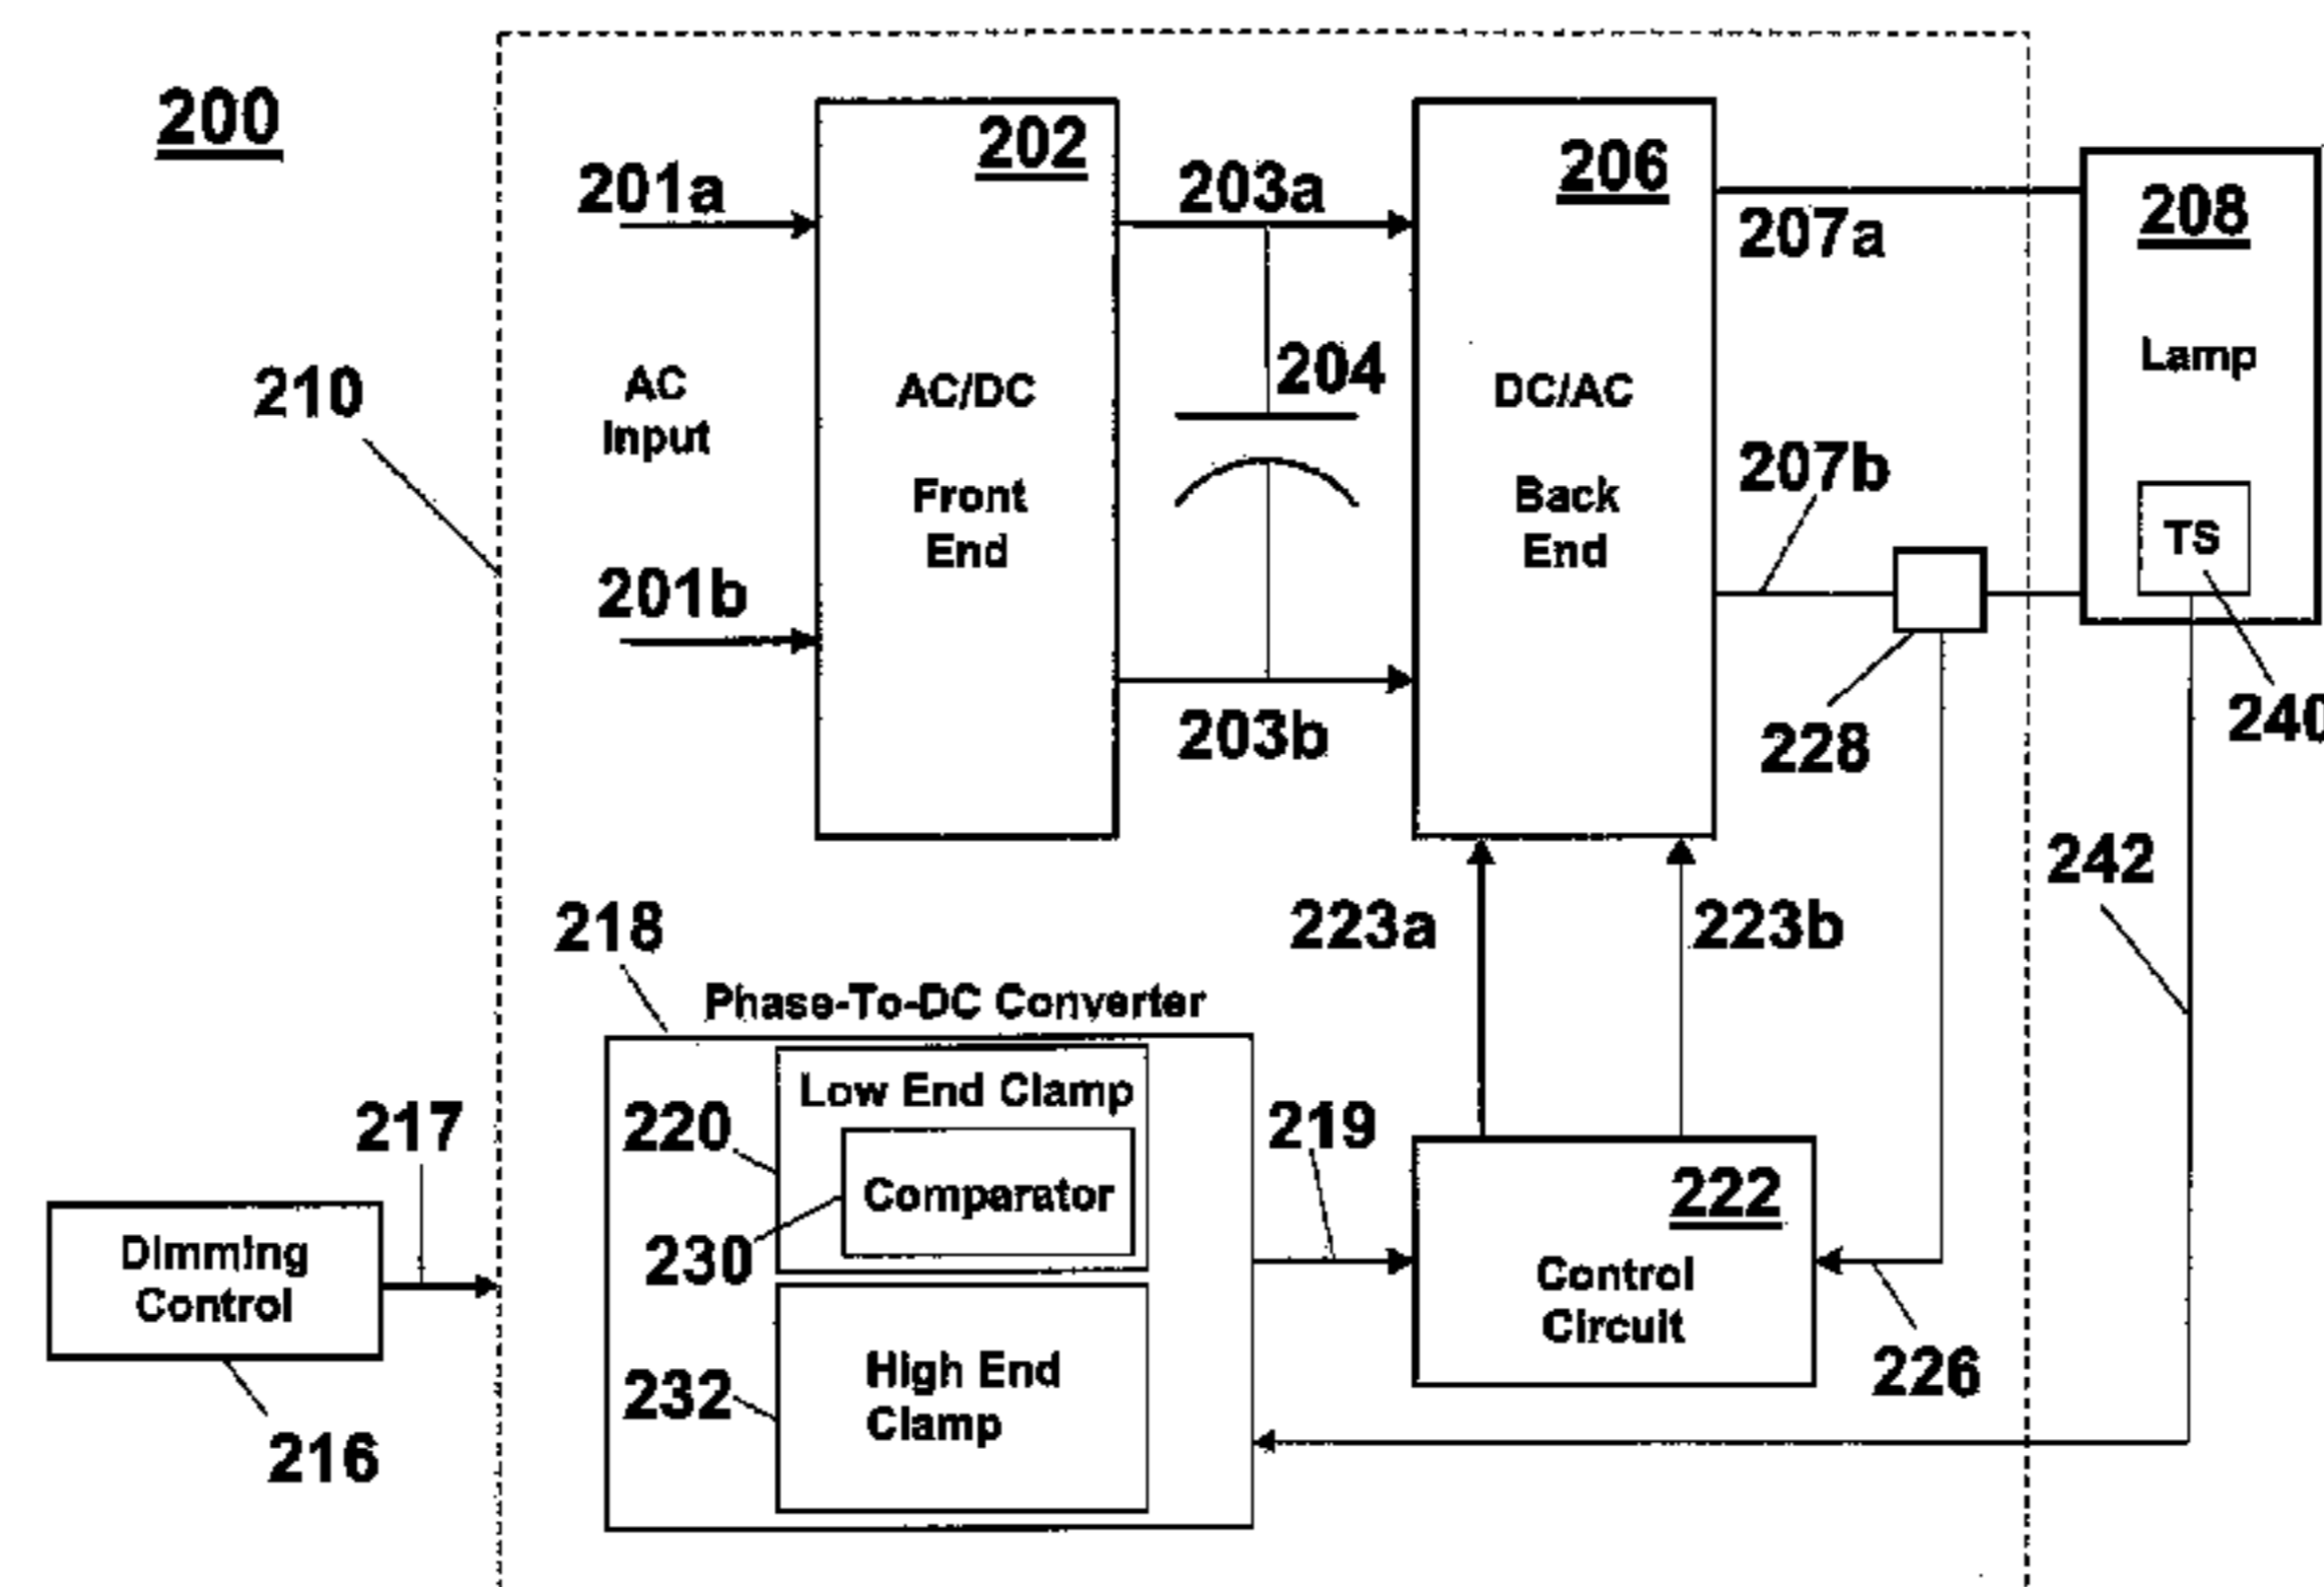 200
210
201a
AC
Input
201b
202
AC/DC
Front
End
203a
204
203b
206
DC/AC
Back
End
207a
207b
208
Lamp
TS
228
240
242
223a
223b
218
Phase-To-DC Converter
Low End Clamp
220
Comparator
230
High End
Clamp
232
219
222
Control
Circuit
226
217
Dimming
Control
216